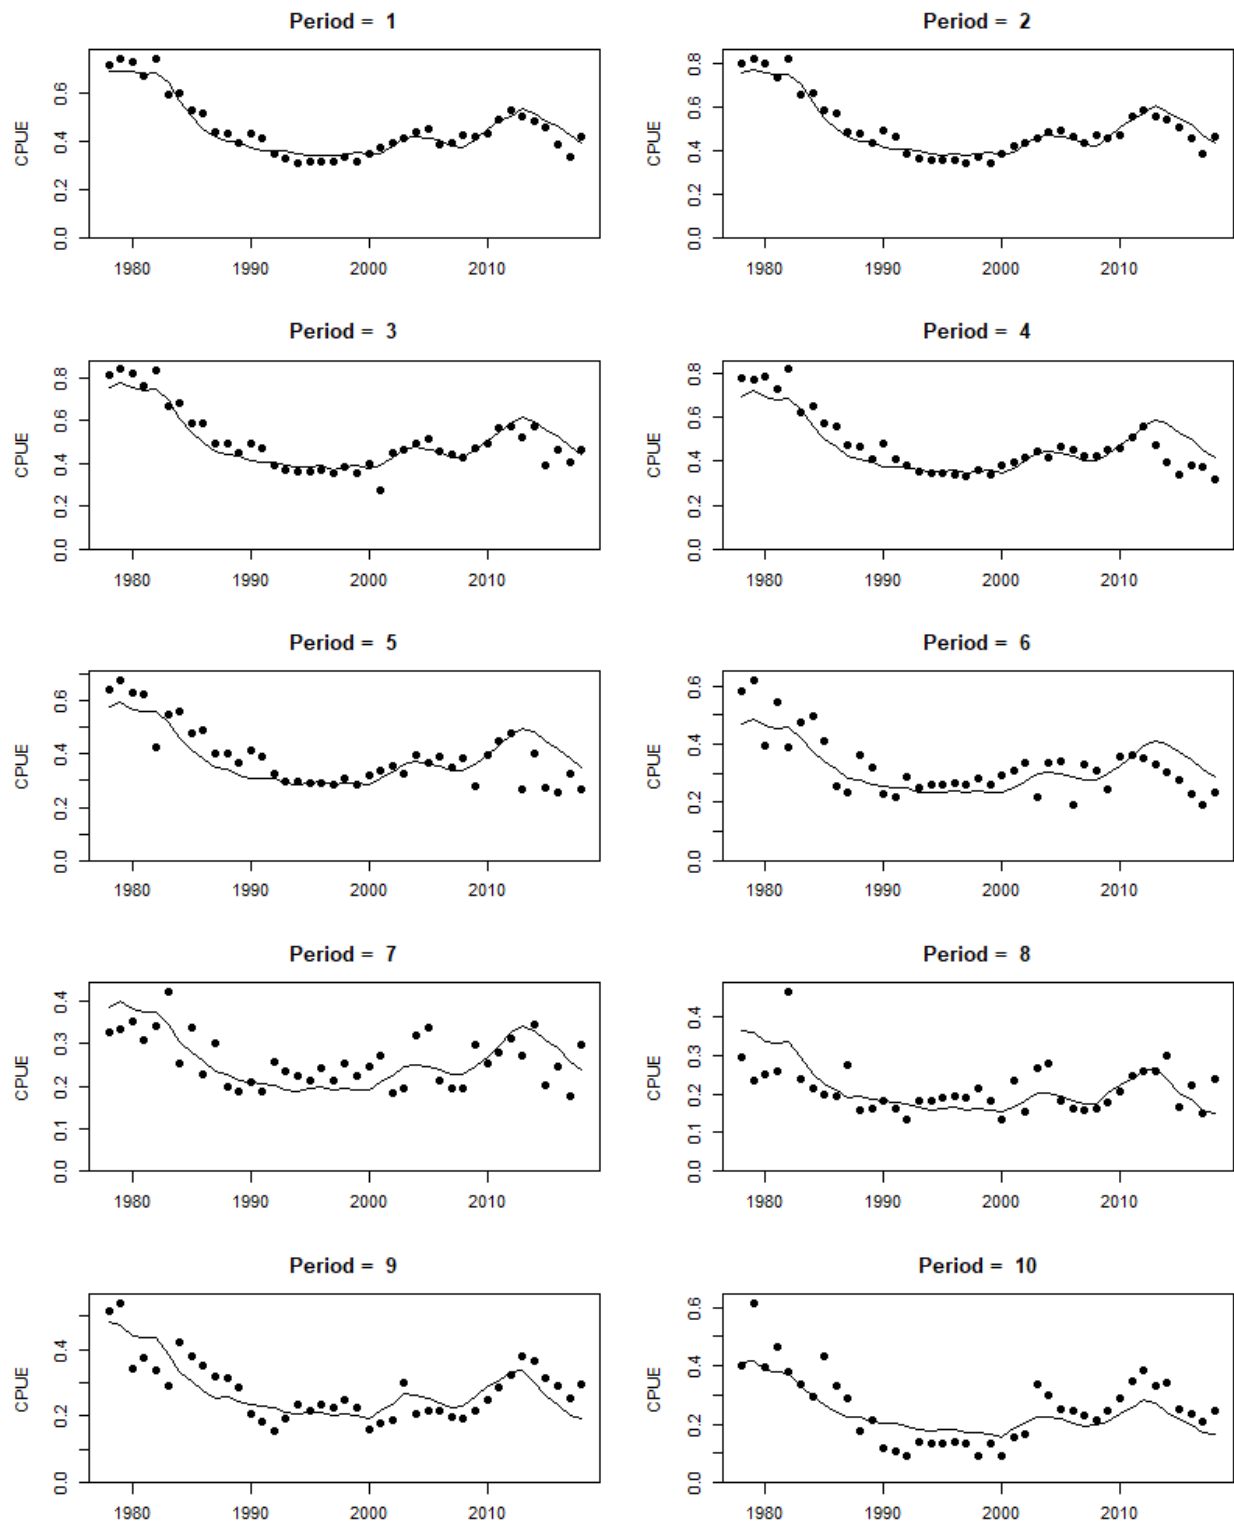 Period = 1
CPUE
0.0 0.2 0.4 0.6
1980 1990 2000 2010
Period = 2
CPUE
0.0 0.2 0.4 0.6 0.8
1980 1990 2000 2010
Period = 3
CPUE
0.0 0.2 0.4 0.6 0.8
1980 1990 2000 2010
Period = 4
CPUE
0.0 0.2 0.4 0.6 0.8
1980 1990 2000 2010
Period = 5
CPUE
0.0 0.2 0.4 0.6
1980 1990 2000 2010
Period = 6
CPUE
0.0 0.2 0.4 0.6
1980 1990 2000 2010
Period = 7
CPUE
0.0 0.1 0.2 0.3 0.4
1980 1990 2000 2010
Period = 8
CPUE
0.0 0.1 0.2 0.3 0.4
1980 1990 2000 2010
Period = 9
CPUE
0.0 0.2 0.4
1980 1990 2000 2010
Period = 10
CPUE
0.0 0.2 0.4 0.6
1980 1990 2000 2010